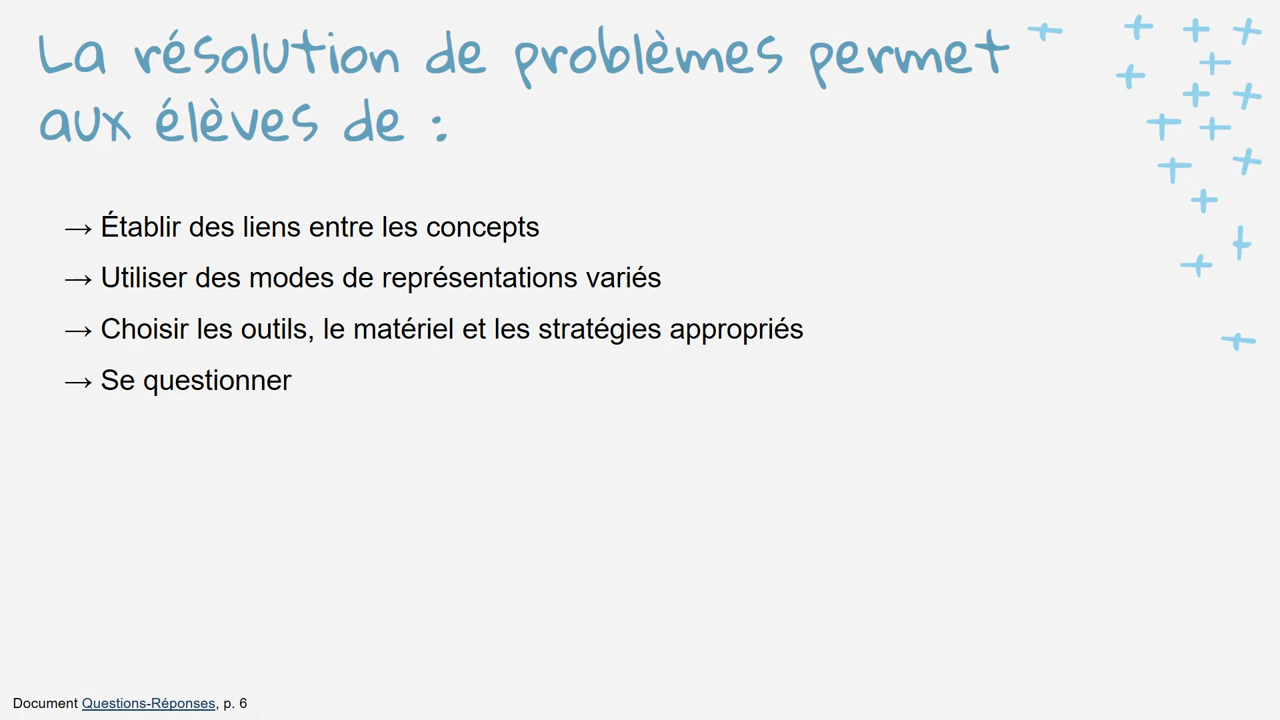 La résolution de problèmes permet
aux élèves de :
→ Établir des liens entre les concepts
→ Utiliser des modes de représentations variés
→ Choisir les outils, le matériel et les stratégies appropriés
→ Se questionner
Document Questions-Réponses, p. 6